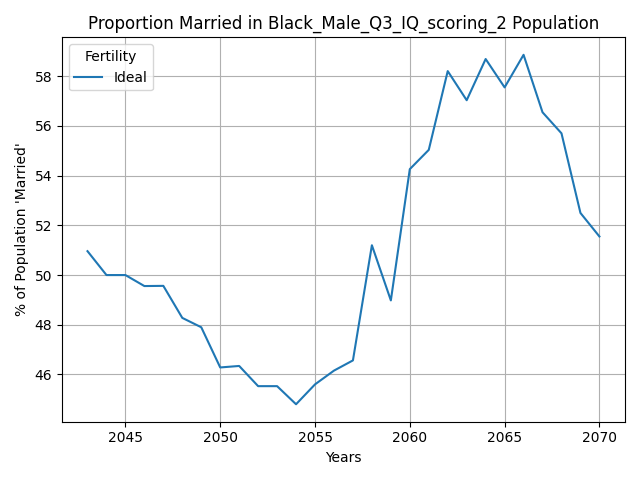 Proportion Married in Black_Male_Q3_IQ_scoring_2 Population
Fertility
Ideal
% of Population 'Married'
58
56
54
52
50
48
46
2045 2050 2055 2060 2065 2070
Years